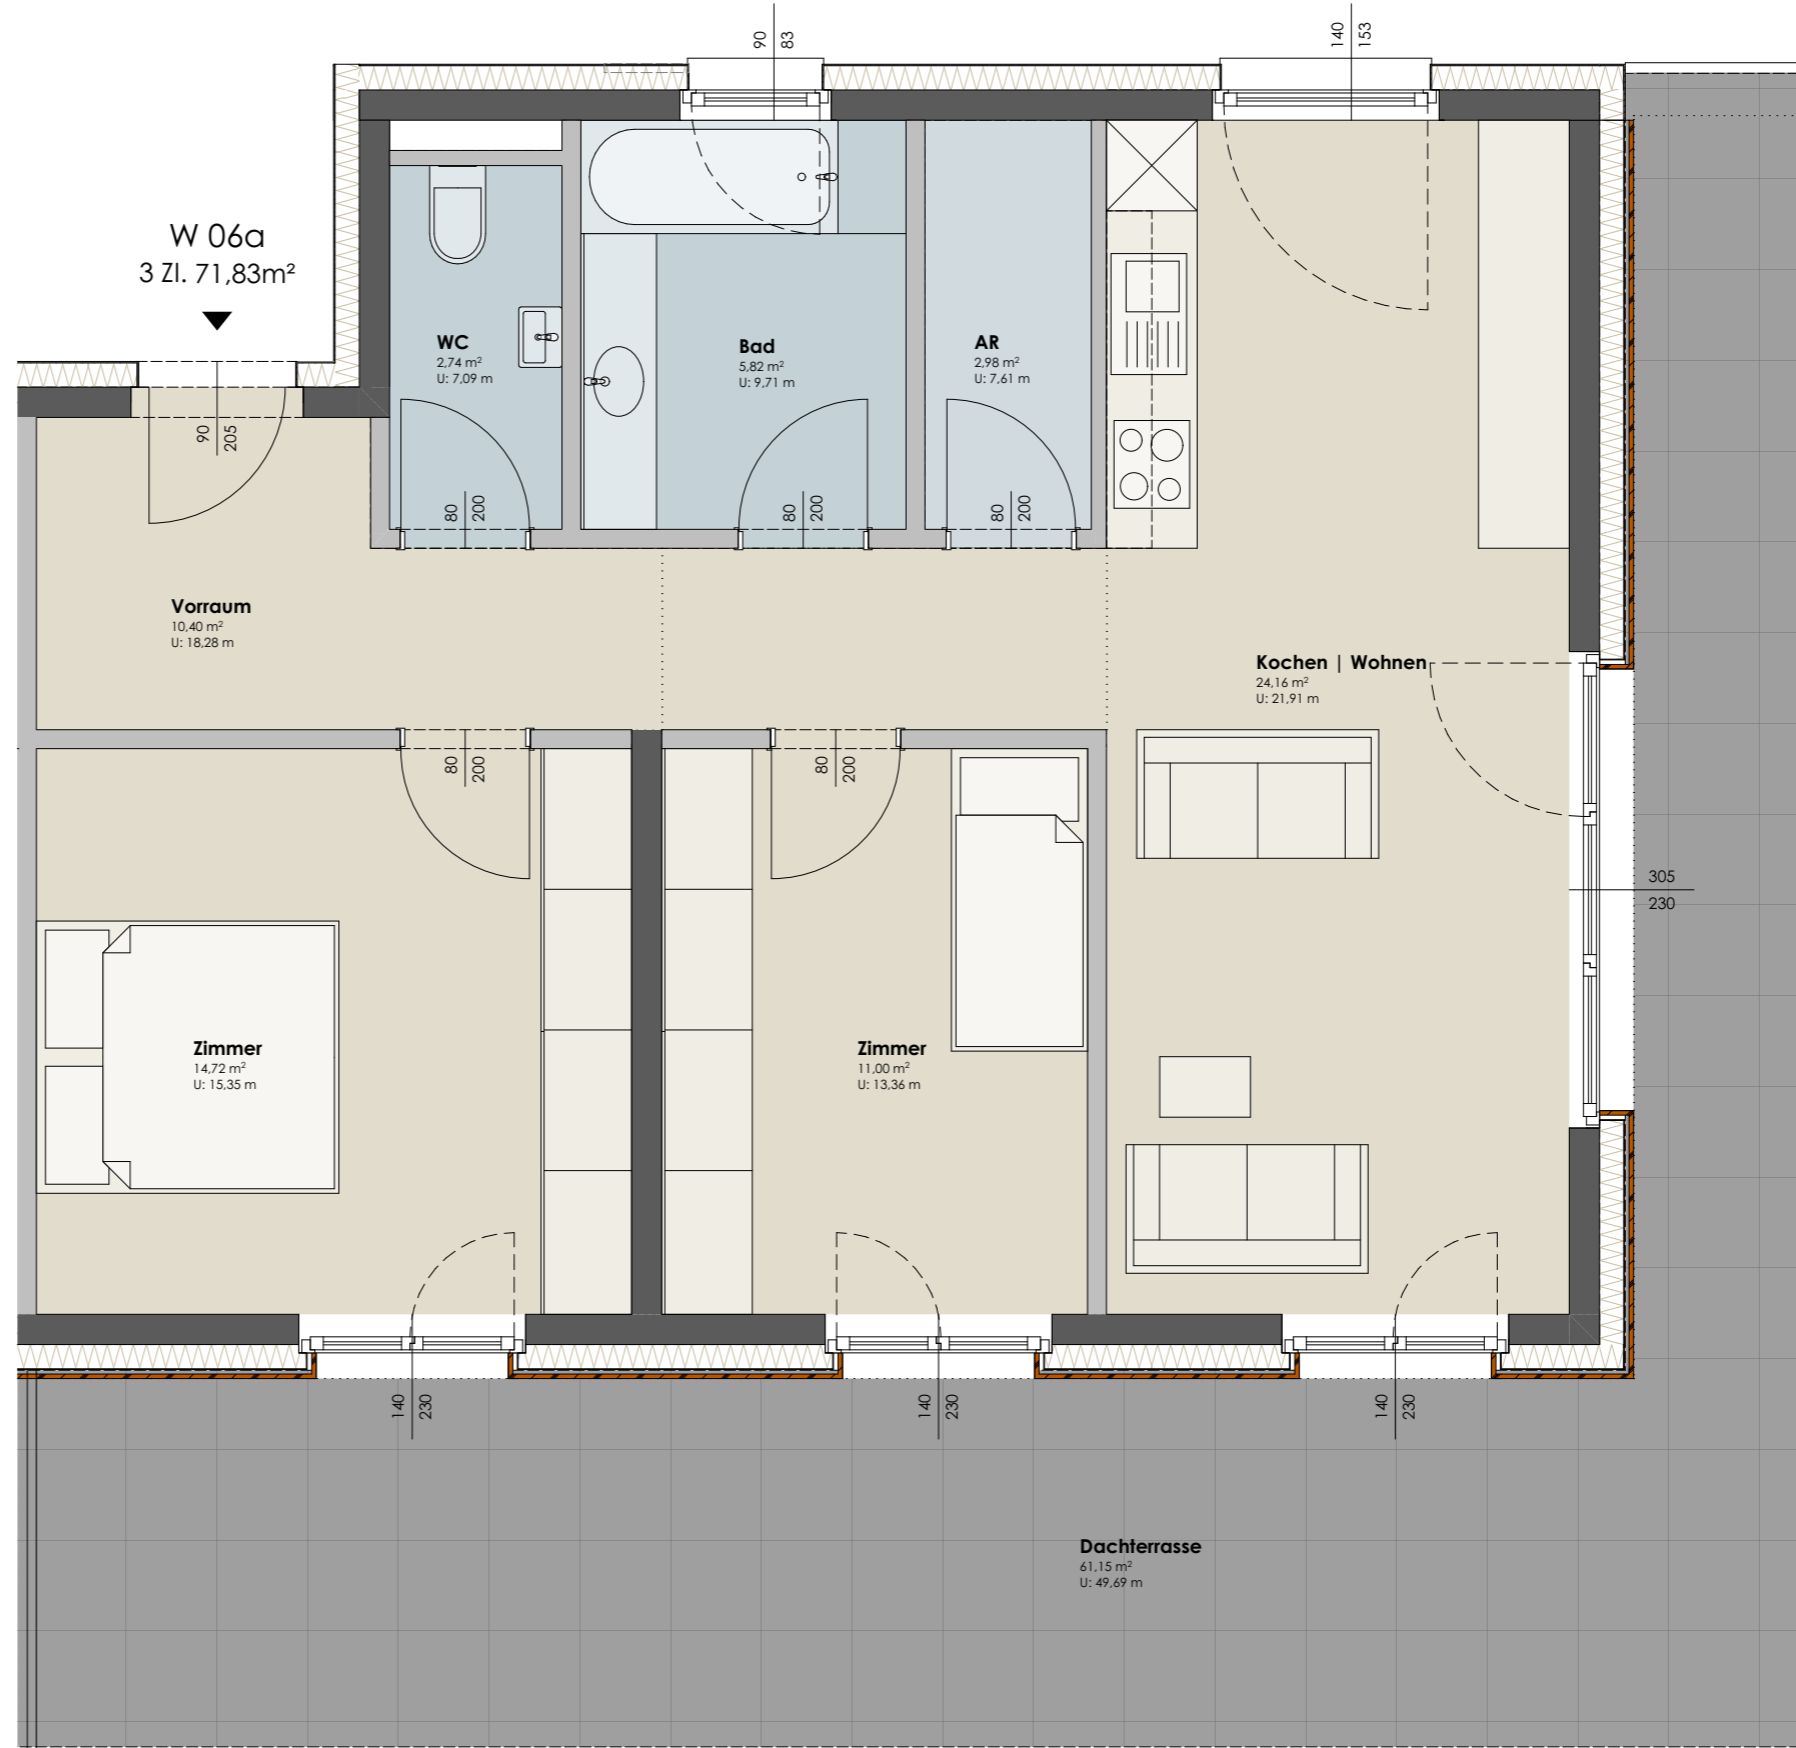 90
83
140
153
W 06a
3 ZI. 71,83m²
WC
2,74 m²
U: 7,09 m
Bad
5,82 m²
U: 9,71 m
AR
2,98 m²
U: 7,61 m
90
205
80
200
80
200
80
200
Vorraum
10,40 m²
U: 18,28 m
Kochen | Wohnen
24,16 m²
U: 21,91 m
80
200
80
200
305
230
Zimmer
14,72 m²
U: 15,35 m
Zimmer
11,00 m²
U: 13,36 m
140
230
140
230
140
230
Dachterrasse
61,15 m²
U: 49,69 m